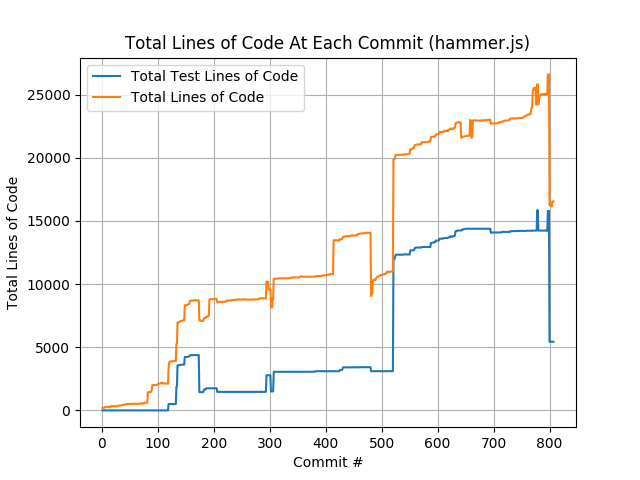 Total Lines of Code At Each Commit (hammer.js)
Total Test Lines of Code
Total Lines of Code
Total Lines of Code
25000
20000
15000
10000
5000
0
0 100 200 300 400 500 600 700 800
Commit #